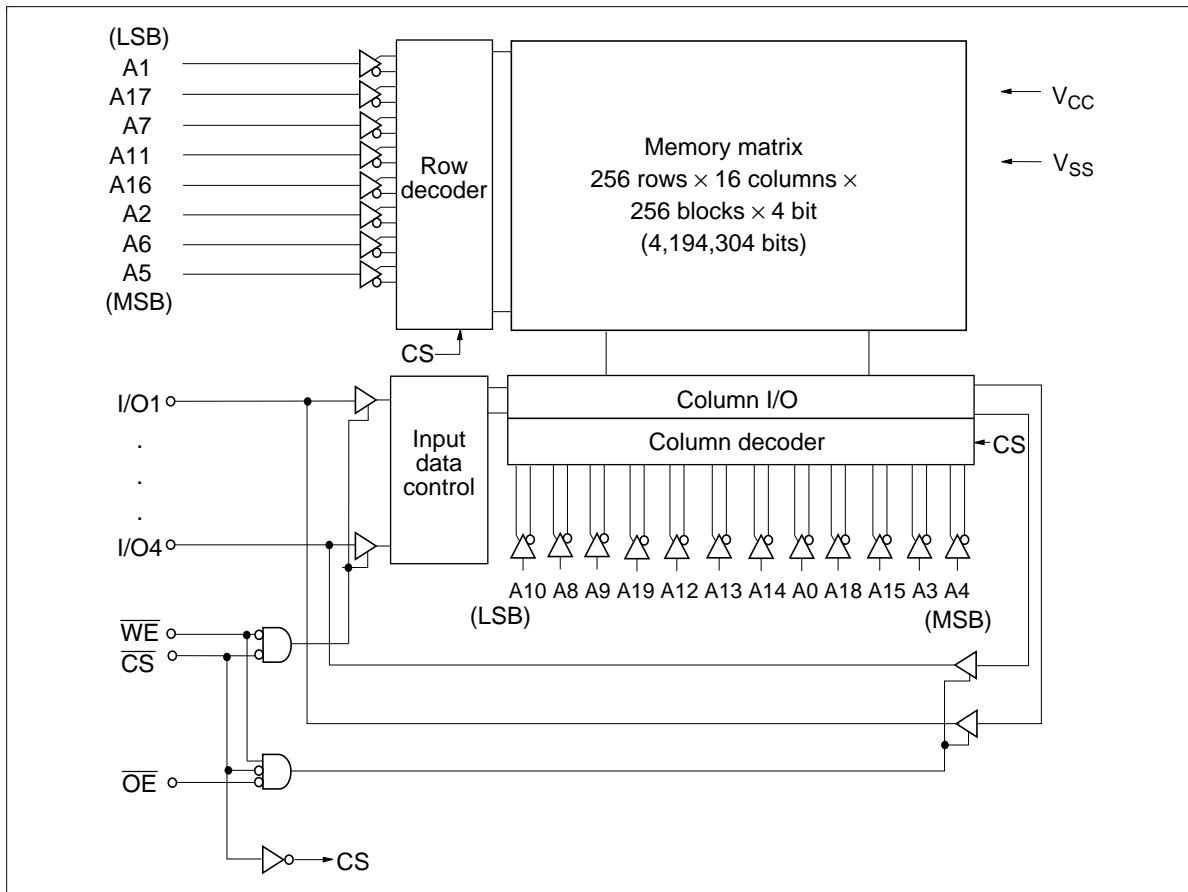 (LSB)
A1
A17
A7
A11
A16
A2
A6
A5
(MSB)
Row
decoder
CS
Memory matrix
256 rows × 16 columns ×
256 blocks × 4 bit
(4,194,304 bits)
VCC
VSS
I/O1
.
.
.
I/O4
Input
data
control
Column I/O
Column decoder
CS
A10 A8 A9 A19 A12 A13 A14 A0 A18 A15 A3 A4
(LSB) (MSB)
WE
CS
OE
CS